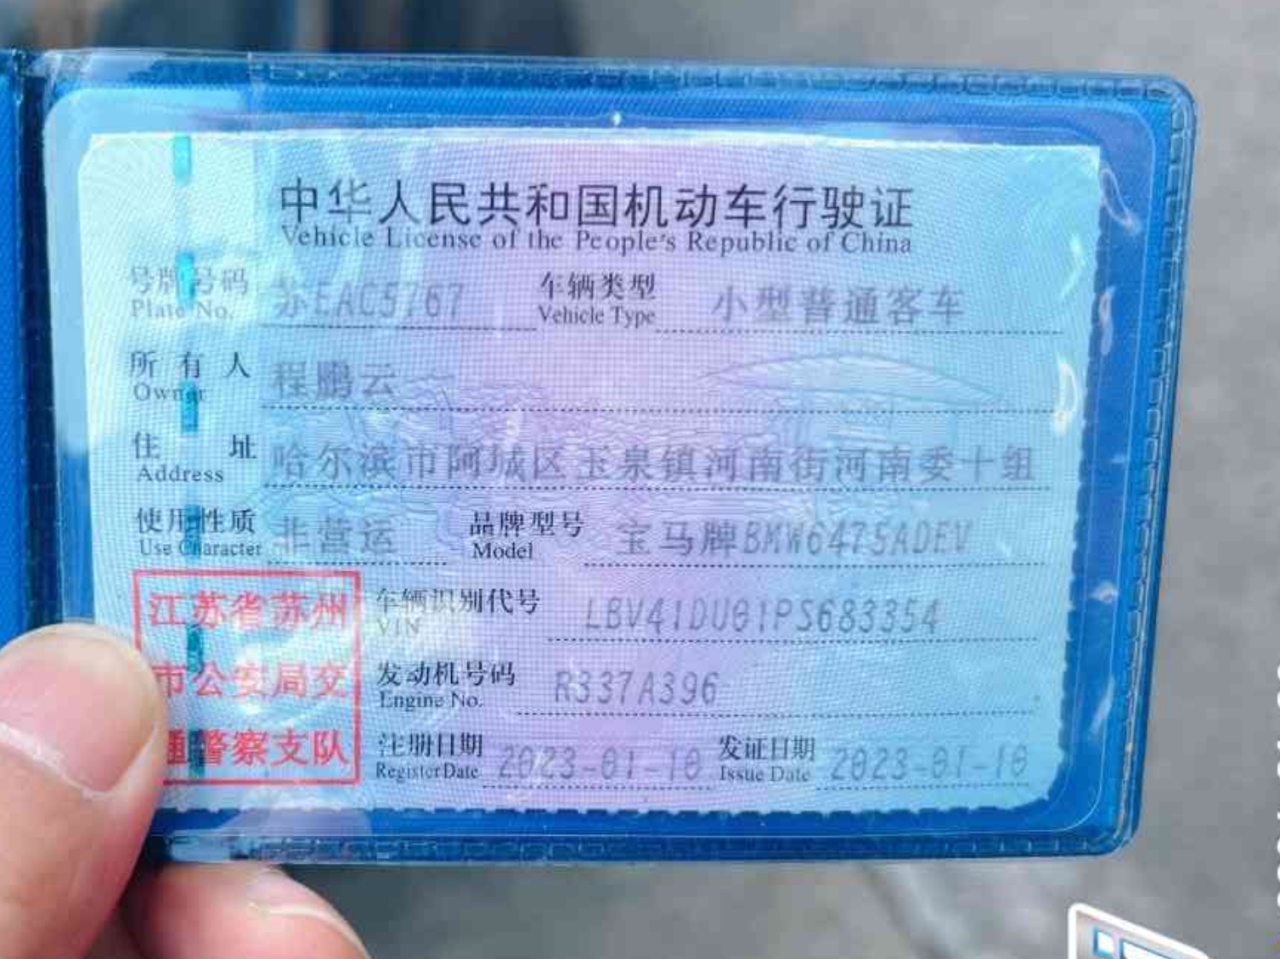 中华人民共和国机动车行驶证
Vehicle License of the People's Republic of China
号牌号码 苏EAC5767 车辆类型 小型普通客车
Plate No. Vehicle Type
所有人 程鹏云
Owner
住址 哈尔滨市阿城区玉泉镇河南街河南委十组
Address
使用性质 非营运 品牌型号 宝马牌BMW6475ADEV
Use Character Model
江苏省苏州
市公安局交
通警察支队
车辆识别代号 LBV41DU01PS683354
VIN
发动机号码 R337A396
Engine No.
注册日期 2023-01-10 发证日期 2023-01-10
Register Date Issue Date